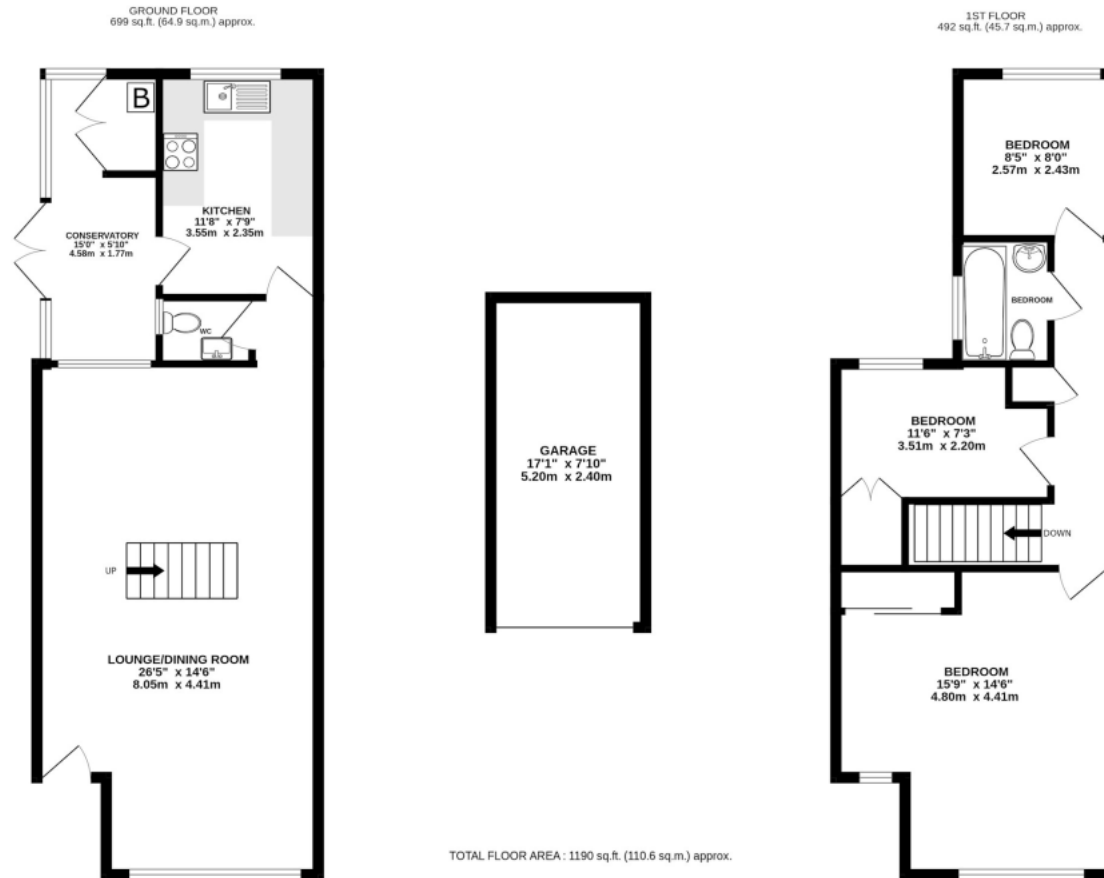 GROUND FLOOR
699 sq.ft. (64.9 sq.m.) approx.
B
KITCHEN
11'8" x 7'9"
3.55m x 2.35m
CONSERVATORY
15'0" x 5'10"
4.58m x 1.77m
WC
UP
LOUNGE/DINING ROOM
26'5" x 14'6"
8.05m x 4.41m
GARAGE
17'1" x 7'10"
5.20m x 2.40m
1ST FLOOR
492 sq.ft. (45.7 sq.m.) approx.
BEDROOM
8'5" x 8'0"
2.57m x 2.43m
BEDROOM
BEDROOM
11'6" x 7'3"
3.51m x 2.20m
DOWN
BEDROOM
15'9" x 14'6"
4.80m x 4.41m
TOTAL FLOOR AREA : 1190 sq.ft. (110.6 sq.m.) approx.